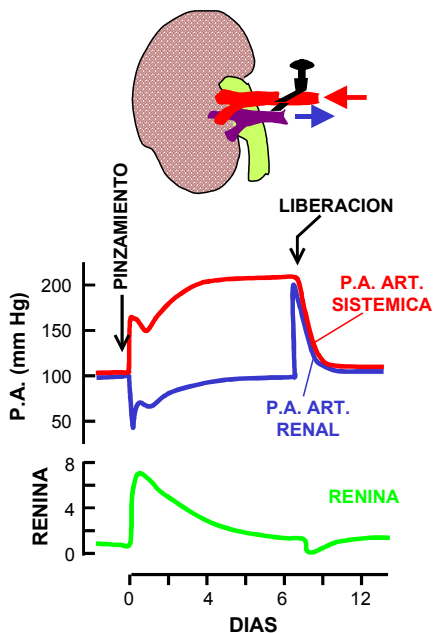 PINZAMIENTO
LIBERACION
P.A. (mm Hg)
200
150
100
50
P.A. ART.
SISTEMICA
P.A. ART.
RENAL
RENINA
8
4
0
RENINA
0
4
6
12
DIAS